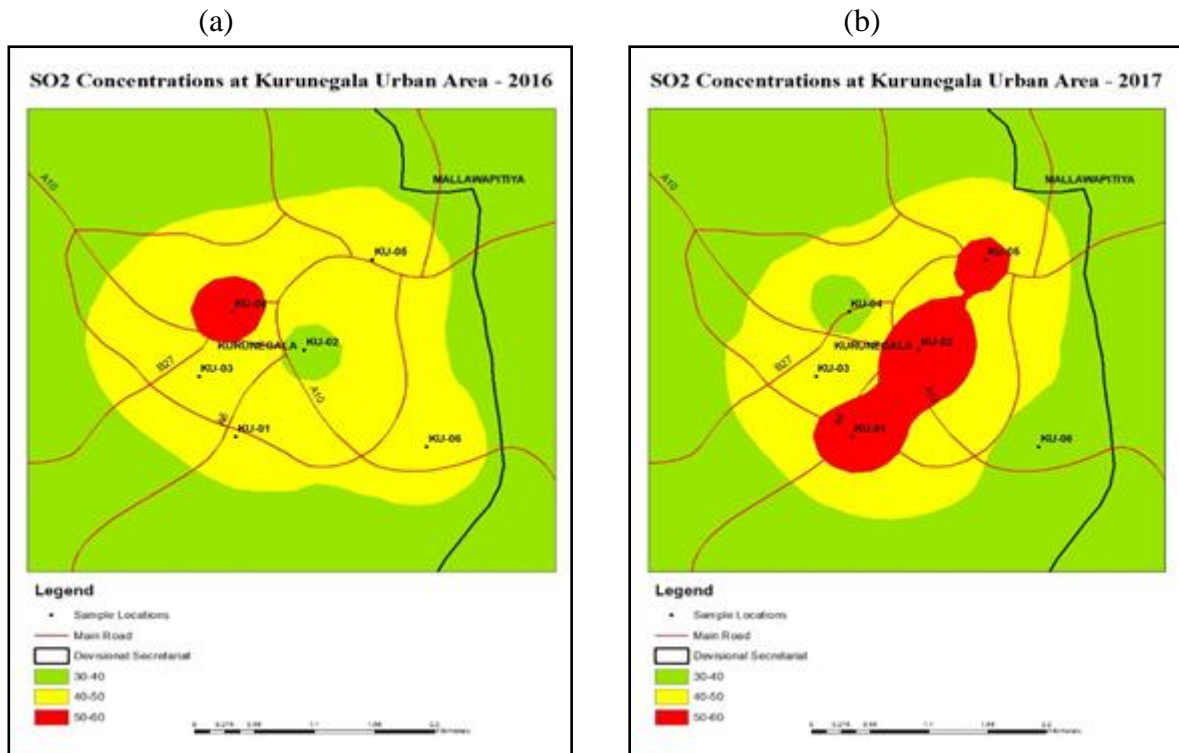 (a)
SO2 Concentrations at Kurunegala Urban Area - 2016
MALLAWAPITIYA
A10
KU-05
KURUNEGALA
KU-02
B27
KU-03
A10
KU-01
KU-06
Legend
Sample Locations
Main Road
Devisional Secretariat
30-40
40-50
50-60
(b)
SO2 Concentrations at Kurunegala Urban Area - 2017
MALLAWAPITIYA
A10
KU-05
KU-04
KURUNEGALA
KU-02
B27
KU-03
KU-01
KU-06
Legend
Sample Locations
Main Road
Devisional Secretariat
30-40
40-50
50-60